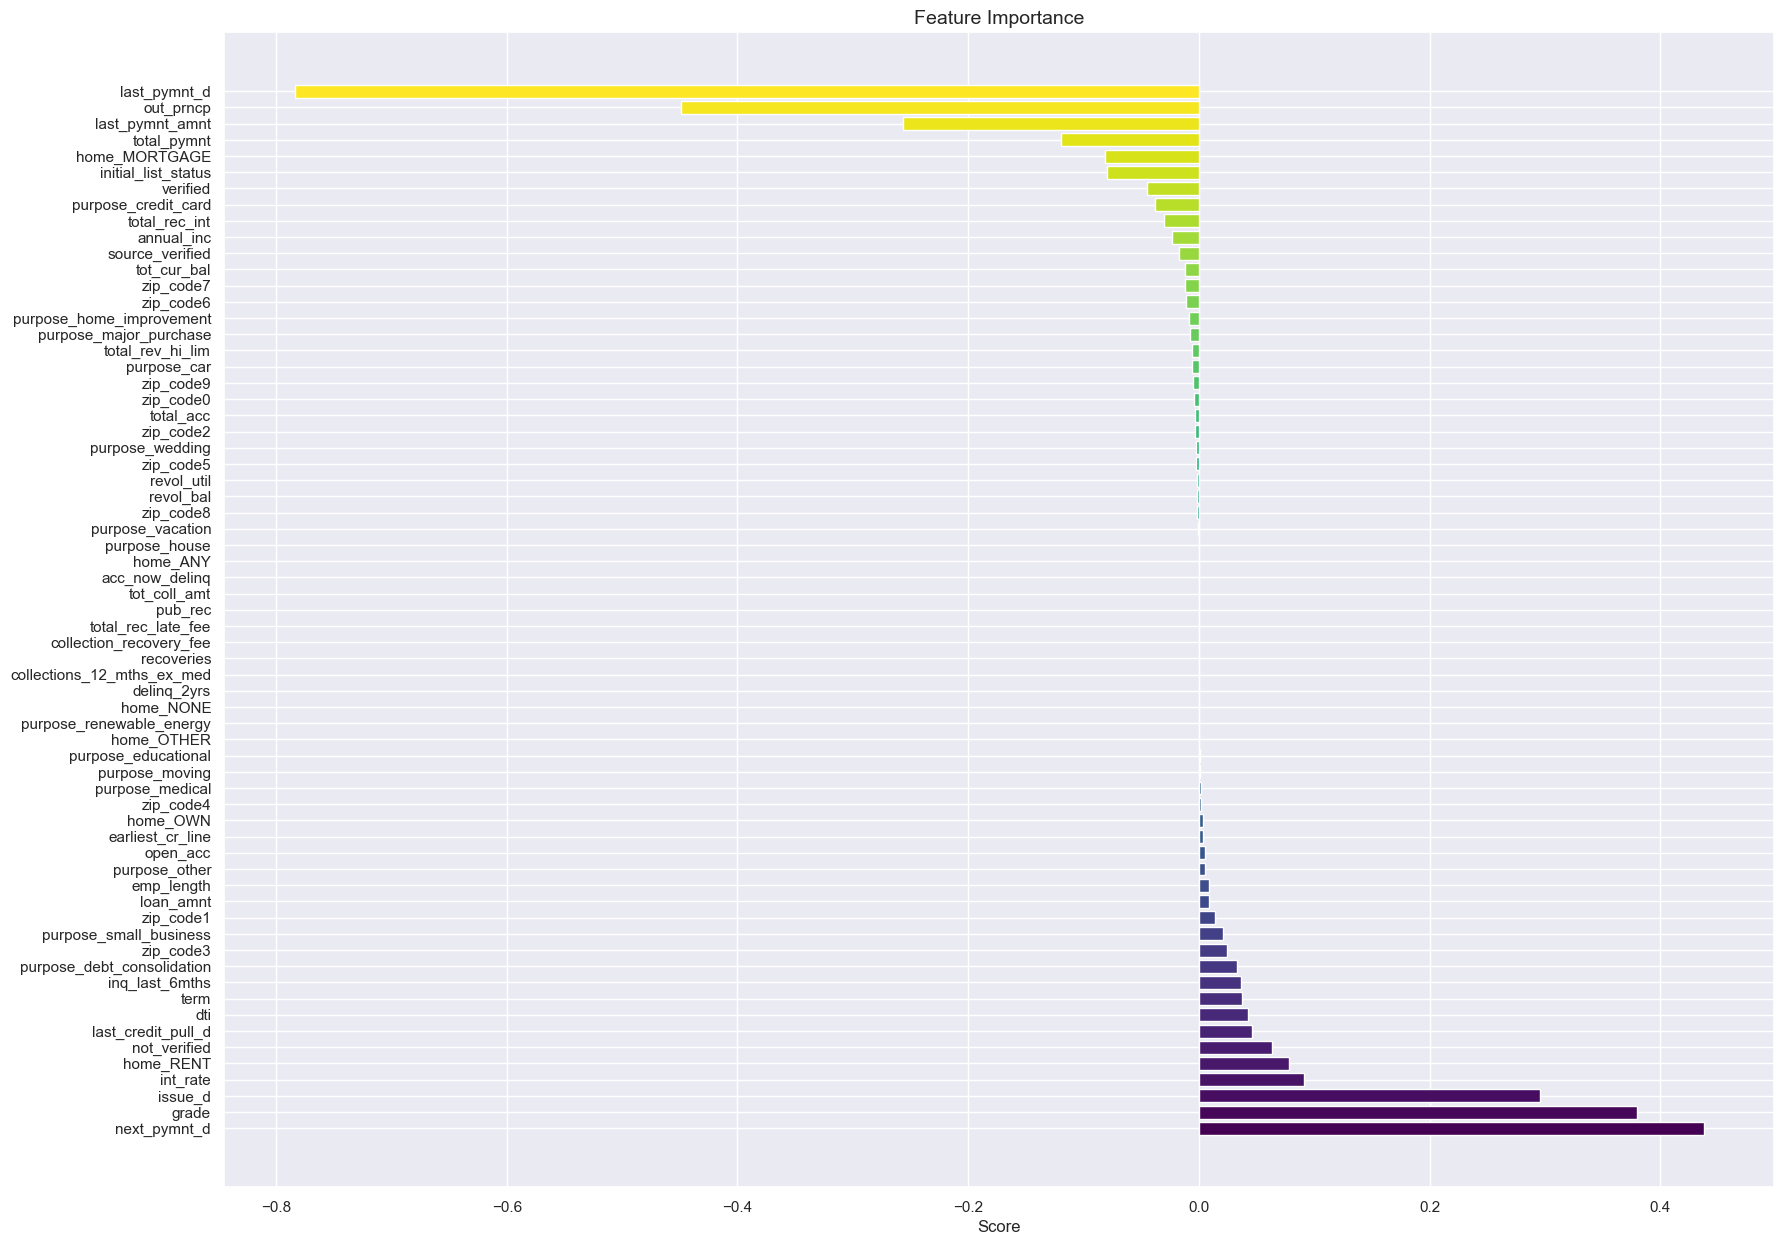 Feature Importance
last_pymnt_d
out_prncp
last_pymnt_amnt
total_pymnt
home_MORTGAGE
initial_list_status
verified
purpose_credit_card
total_rec_int
annual_inc
source_verified
tot_cur_bal
zip_code7
zip_code6
purpose_home_improvement
purpose_major_purchase
total_rev_hi_lim
purpose_car
zip_code9
zip_code0
total_acc
zip_code2
purpose_wedding
zip_code5
revol_util
revol_bal
zip_code8
purpose_vacation
purpose_house
home_ANY
acc_now_delinq
tot_coll_amt
pub_rec
total_rec_late_fee
collection_recovery_fee
recoveries
collections_12_mths_ex_med
delinq_2yrs
home_NONE
purpose_renewable_energy
home_OTHER
purpose_educational
purpose_moving
purpose_medical
zip_code4
home_OWN
earliest_cr_line
open_acc
purpose_other
emp_length
loan_amnt
zip_code1
purpose_small_business
zip_code3
purpose_debt_consolidation
inq_last_6mths
term
dti
last_credit_pull_d
not_verified
home_RENT
int_rate
issue_d
grade
next_pymnt_d
−0.8 −0.6 −0.4 −0.2 0.0 0.2 0.4
Score